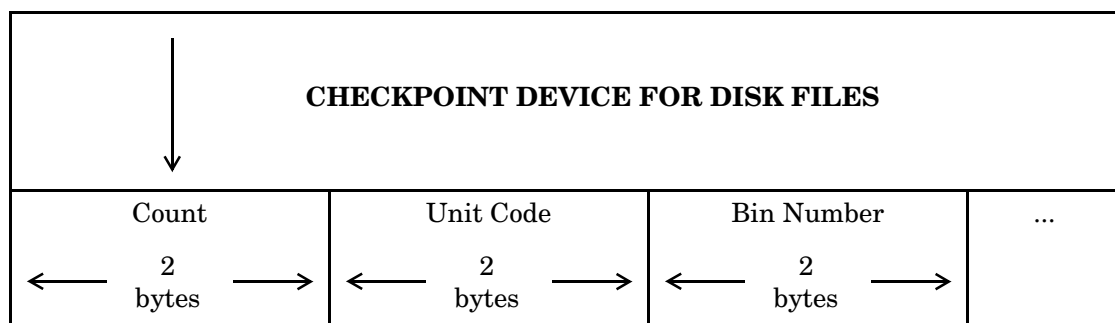 CHECKPOINT DEVICE FOR DISK FILES
Count Unit Code Bin Number ...
2 2 2
bytes bytes bytes